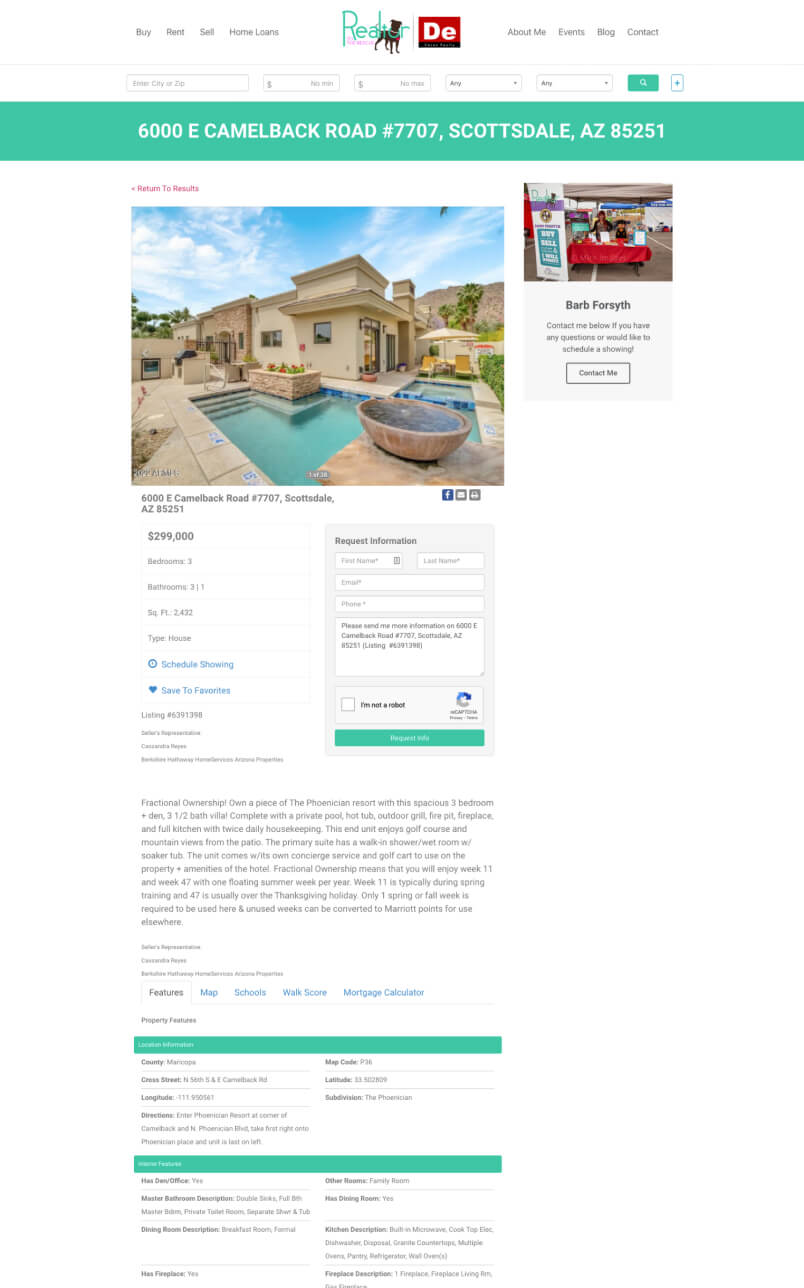 Buy Rent Sell Home Loans
Realtor
TO THE RESCUE
De
About Me Events Blog Contact
Enter City or Zip
$ No min
$ No max
Any
Any
+
6000 E CAMELBACK ROAD #7707, SCOTTSDALE, AZ 85251
< Return To Results
2022 ARMLS
1 of 38
Realtor
BUY
SELL
I WILL
Barb Forsyth
Contact me below If you have
any questions or would like to
schedule a showing!
Contact Me
6000 E Camelback Road #7707, Scottsdale,
AZ 85251
$299,000
Bedrooms: 3
Bathrooms: 3 | 1
Sq. Ft.: 2,432
Type: House
Schedule Showing
Save To Favorites
Listing #6391398
Seller's Representative
Cassandra Reyes
Berkshire Hathaway HomeServices Arizona Properties
Request Information
First Name*
Last Name*
Email*
Phone *
Please send me more information on 6000 E
Camelback Road #7707, Scottsdale, AZ
85251 (Listing #6391398)
I'm not a robot
reCAPTCHA
Privacy - Terms
Request Info
Fractional Ownership! Own a piece of The Phoenician resort with this spacious 3 bedroom
+ den, 3 1/2 bath villa! Complete with a private pool, hot tub, outdoor grill, fire pit, fireplace,
and full kitchen with twice daily housekeeping. This end unit enjoys golf course and
mountain views from the patio. The primary suite has a walk-in shower/wet room w/
soaker tub. The unit comes w/its own concierge service and golf cart to use on the
property + amenities of the hotel. Fractional Ownership means that you will enjoy week 11
and week 47 with one floating summer week per year. Week 11 is typically during spring
training and 47 is usually over the Thanksgiving holiday. Only 1 spring or fall week is
required to be used here & unused weeks can be converted to Marriott points for use
elsewhere.
Seller's Representative
Cassandra Reyes
Berkshire Hathaway HomeServices Arizona Properties
Features Map Schools Walk Score Mortgage Calculator
Property Features
Location Information
County: Maricopa
Map Code: P36
Cross Street: N 56th S & E Camelback Rd
Latitude: 33.502809
Longitude: -111.950561
Subdivision: The Phoenician
Directions: Enter Phoenician Resort at corner of
Camelback and N. Phoenician Blvd, take first right onto
Phoenician place and unit is last on left.
Interior Features
Has Den/Office: Yes
Other Rooms: Family Room
Master Bathroom Description: Double Sinks, Full Bth
Master Bdrm, Private Toilet Room, Separate Shwr & Tub
Has Dining Room: Yes
Dining Room Description: Breakfast Room, Formal
Kitchen Description: Built-in Microwave, Cook Top Elec,
Dishwasher, Disposal, Granite Countertops, Multiple
Ovens, Pantry, Refrigerator, Wall Oven(s)
Has Fireplace: Yes
Fireplace Description: 1 Fireplace, Fireplace Living Rm,
Gas Fireplace